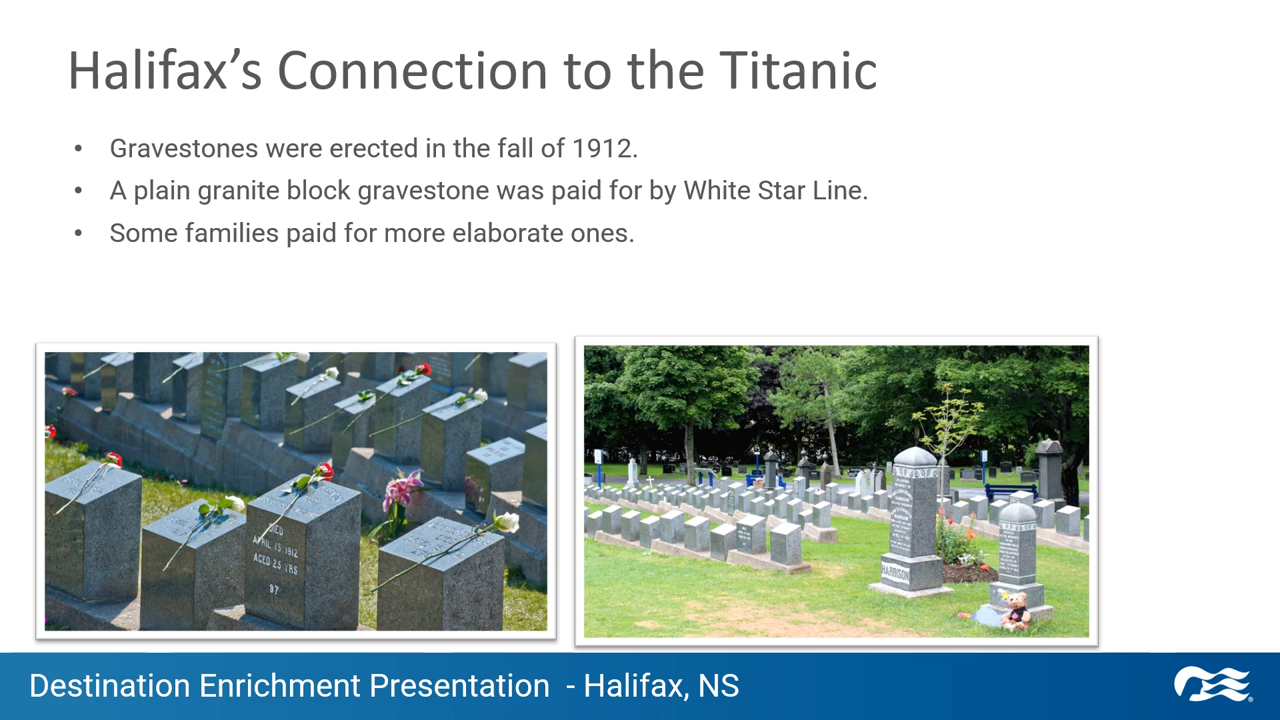 Halifax’s Connection to the Titanic
• Gravestones were erected in the fall of 1912.
• A plain granite block gravestone was paid for by White Star Line.
• Some families paid for more elaborate ones.
DIED
APRIL 15, 1912
AGED 25 YRS
97
HARRISON
Destination Enrichment Presentation - Halifax, NS